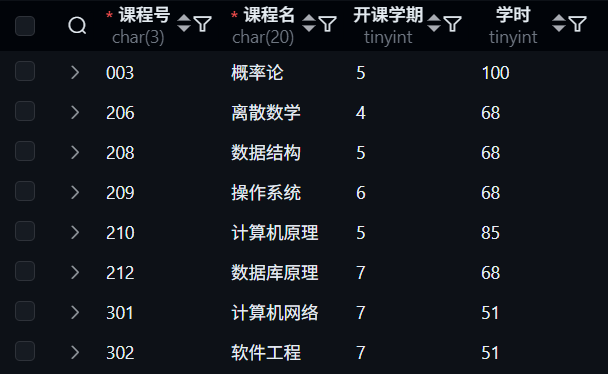 * 课程号 * 课程名 开课学期 学时
char(3) char(20) tinyint tinyint
003 概率论 5 100
206 离散数学 4 68
208 数据结构 5 68
209 操作系统 6 68
210 计算机原理 5 85
212 数据库原理 7 68
301 计算机网络 7 51
302 软件工程 7 51